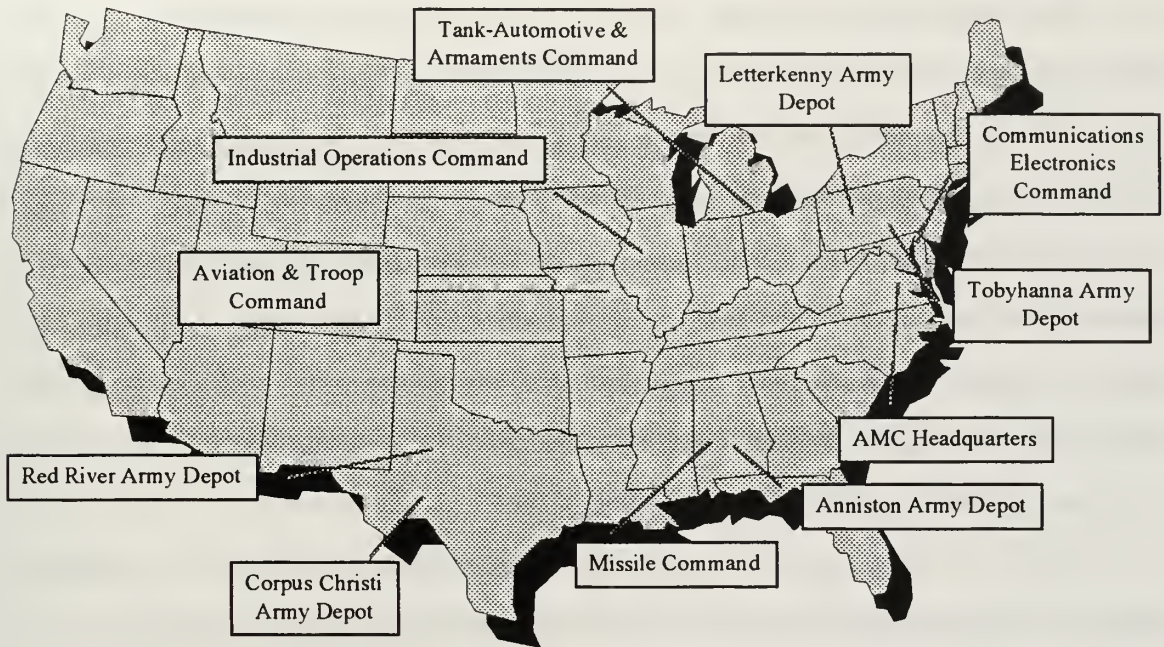 Tank-Automotive &
Armaments Command
Letterkenny Army
Depot
Communications
Electronics
Command
Industrial Operations Command
Aviation & Troop
Command
Tobyhanna Army
Depot
AMC Headquarters
Red River Army Depot
Anniston Army Depot
Missile Command
Corpus Christi
Army Depot